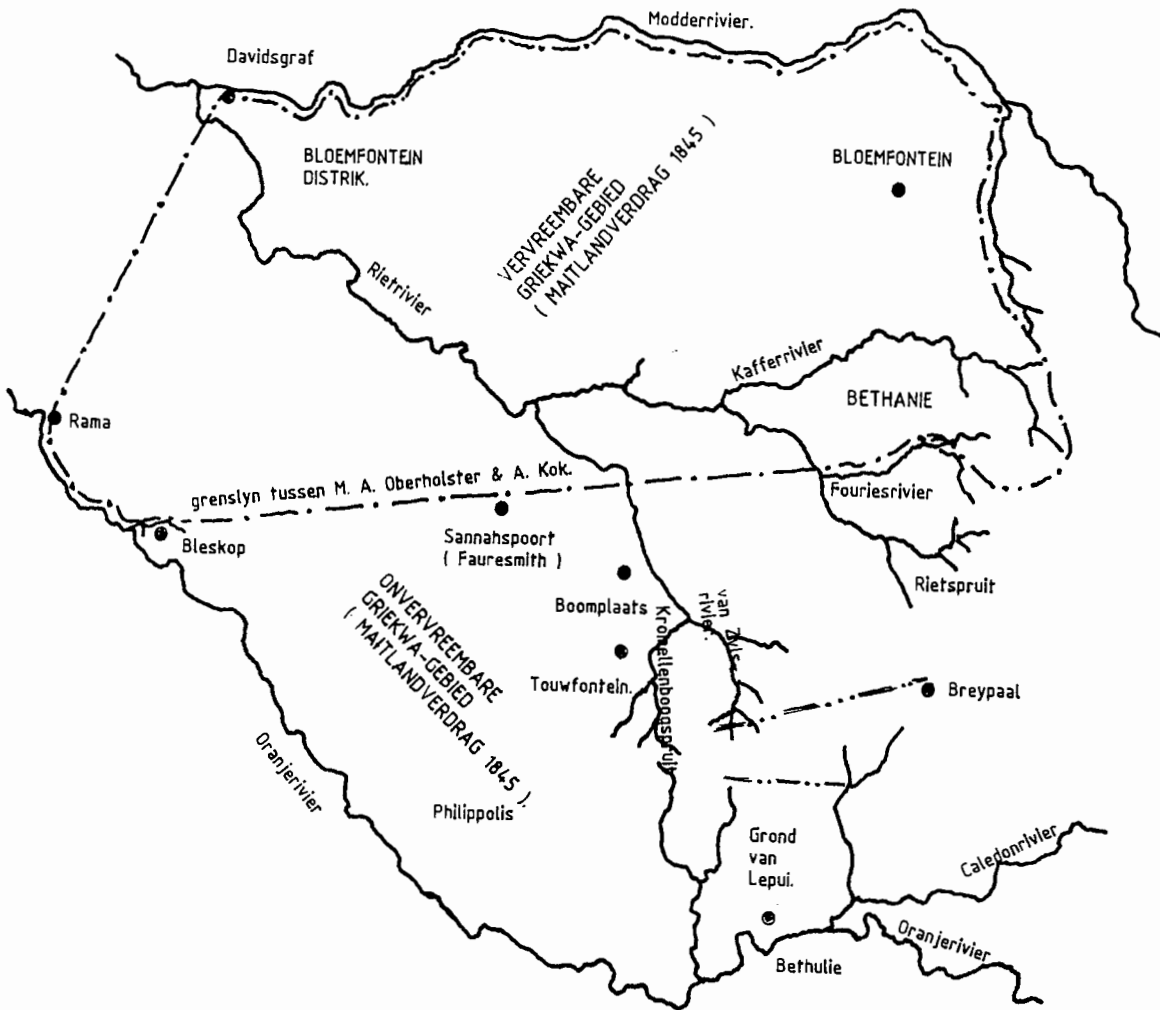 Modderrivier.
Davidsgraf
BLOEMFONTEIN
DISTRIK.
VERVREEMBARE
GRIEKWA-GEBIED
( MAITLANDVERDRAG 1845 )
BLOEMFONTEIN
Rietrivier
Kafferrivier
BETHANIE
Rama
grenslyn tussen M. A. Oberholster & A. Kok.
Fouriesrivier
Bleskop
Sannahspoort
( Fauresmith )
Rietspruit
ONVERVREEMBARE
GRIEKWA-GEBIED
( MAITLANDVERDRAG 1845 ).
Boomplaats
van Zyls-
rivier.
Kromellenboogspruit
Touwfontein.
Breypaal
Oranjerivier
Philippolis
Grond
van
Lepui.
Caledonrivier
Oranjerivier
Bethulie